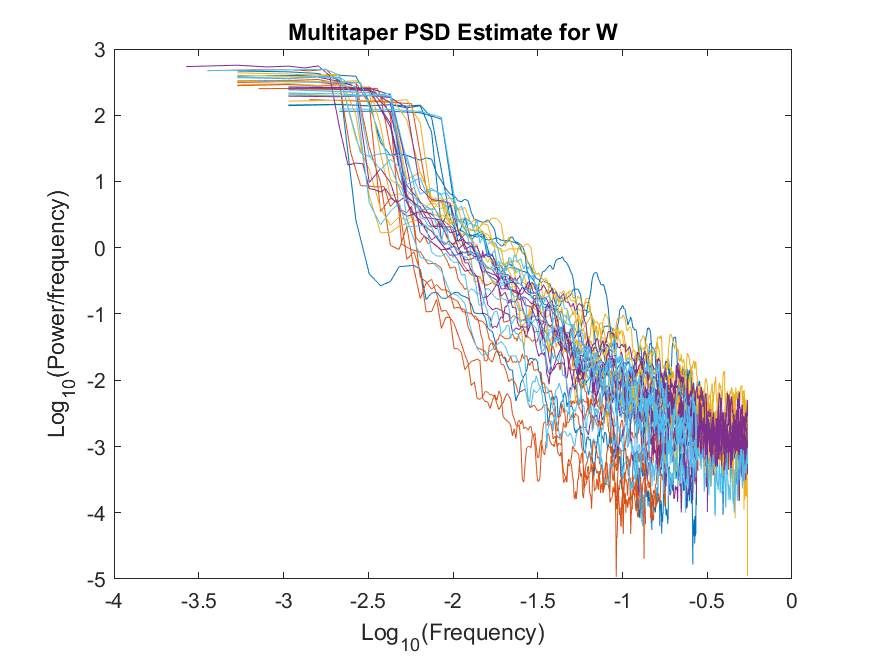 Multitaper PSD Estimate for W
Log10(Power/frequency)
3
2
1
0
-1
-2
-3
-4
-5
-4 -3.5 -3 -2.5 -2 -1.5 -1 -0.5 0
Log10(Frequency)